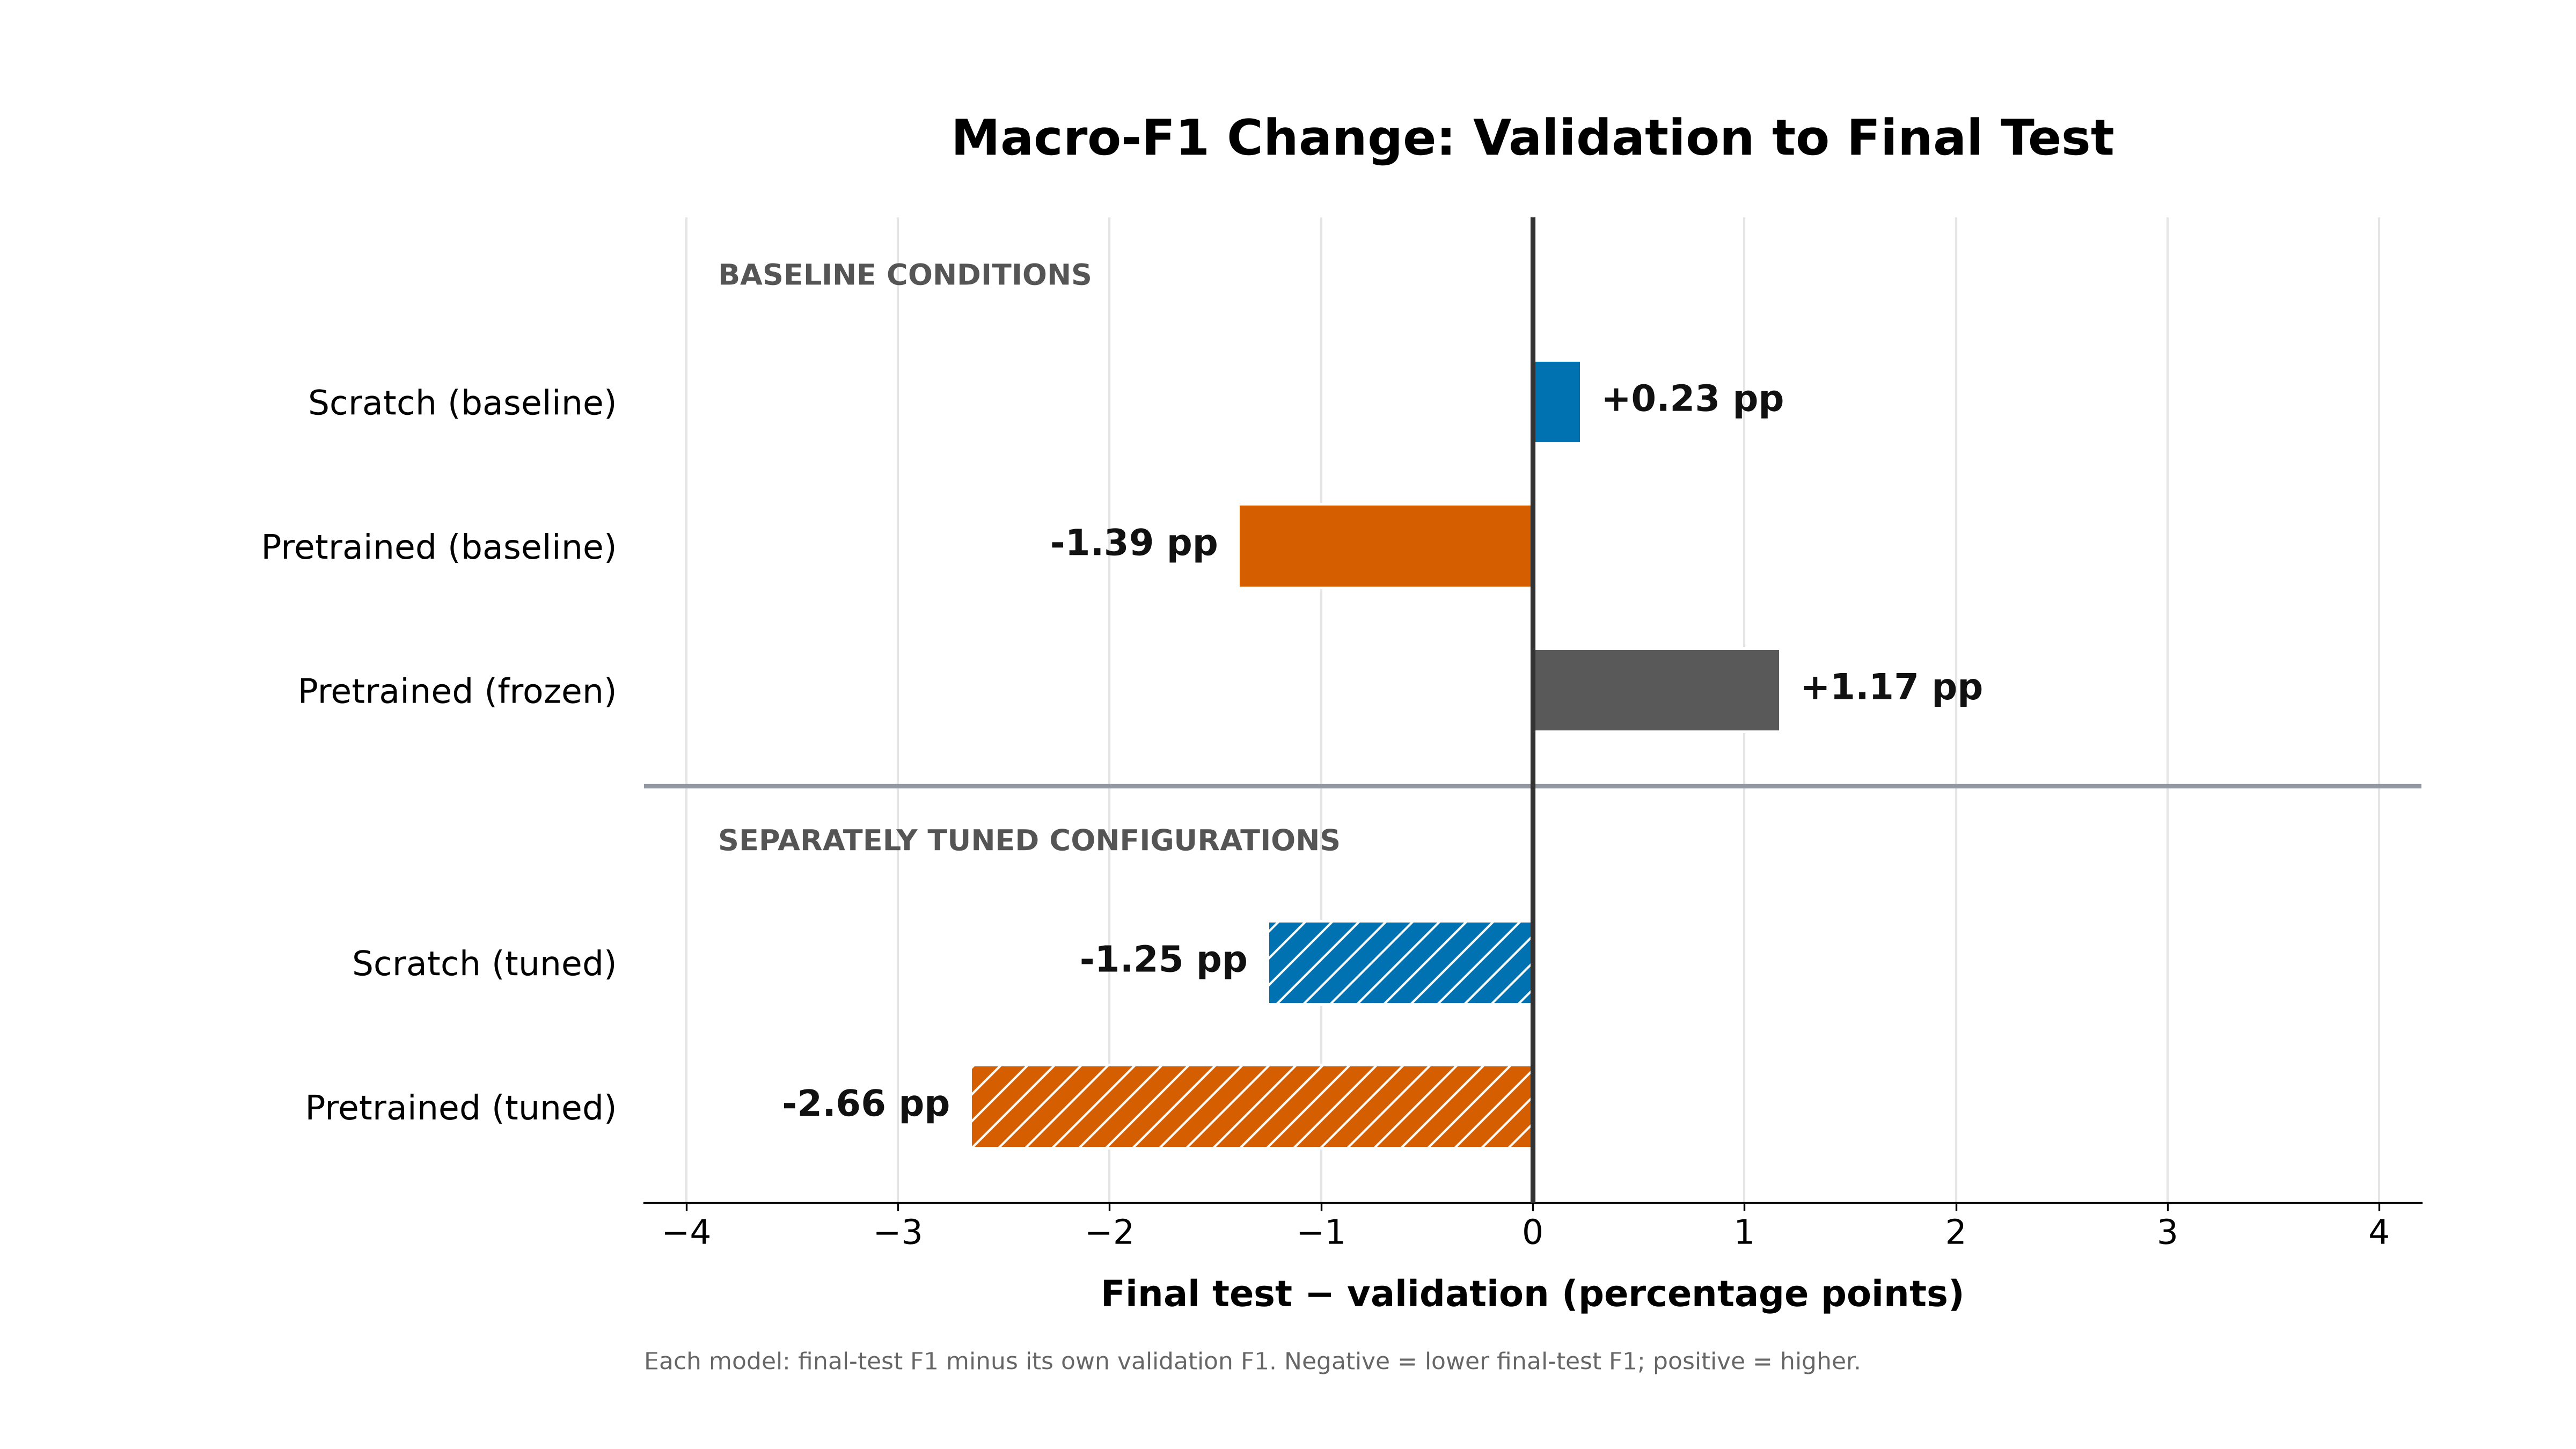 Macro-F1 Change: Validation to Final Test
BASELINE CONDITIONS
Scratch (baseline)
+0.23 pp
Pretrained (baseline)
-1.39 pp
Pretrained (frozen)
+1.17 pp
SEPARATELY TUNED CONFIGURATIONS
Scratch (tuned)
-1.25 pp
Pretrained (tuned)
-2.66 pp
−4 −3 −2 −1 0 1 2 3 4
Final test − validation (percentage points)
Each model: final-test F1 minus its own validation F1. Negative = lower final-test F1; positive = higher.